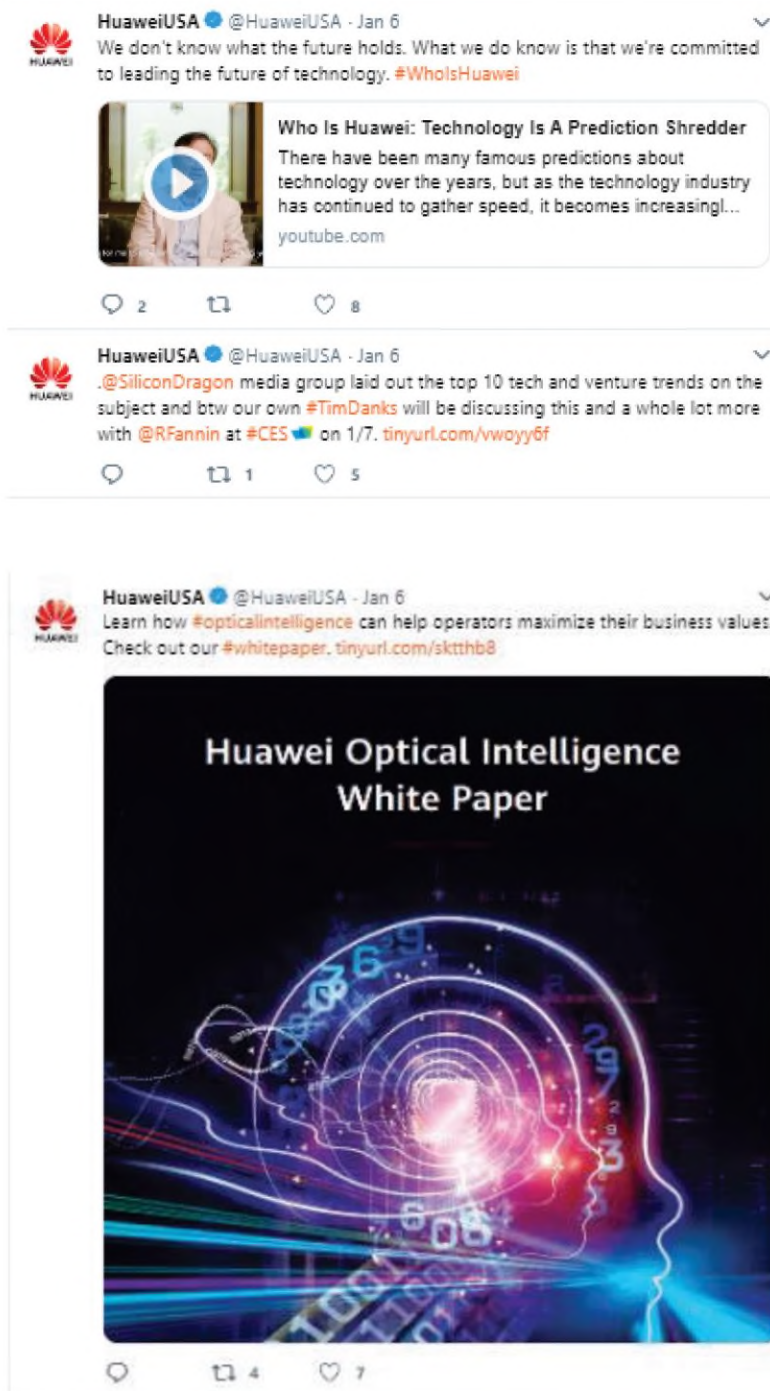 HuaweiUSA @HuaweiUSA · Jan 6
We don't know what the future holds. What we do know is that we're committed
to leading the future of technology. #WhoIsHuawei
HUAWEI
Who Is Huawei: Technology Is A Prediction Shredder
There have been many famous predictions about
technology over the years, but as the technology industry
has continued to gather speed, it becomes increasingl...
youtube.com
2 8
HuaweiUSA @HuaweiUSA · Jan 6
.@SiliconDragon media group laid out the top 10 tech and venture trends on the
subject and btw our own #TimDanks will be discussing this and a whole lot more
with @RFannin at #CES on 1/7. tinyurl.com/vwoyy6f
HUAWEI
1 5
HuaweiUSA @HuaweiUSA · Jan 6
Learn how #opticalintelligence can help operators maximize their business values
Check out our #whitepaper. tinyurl.com/sktthb8
HUAWEI
Huawei Optical Intelligence
White Paper
4 7